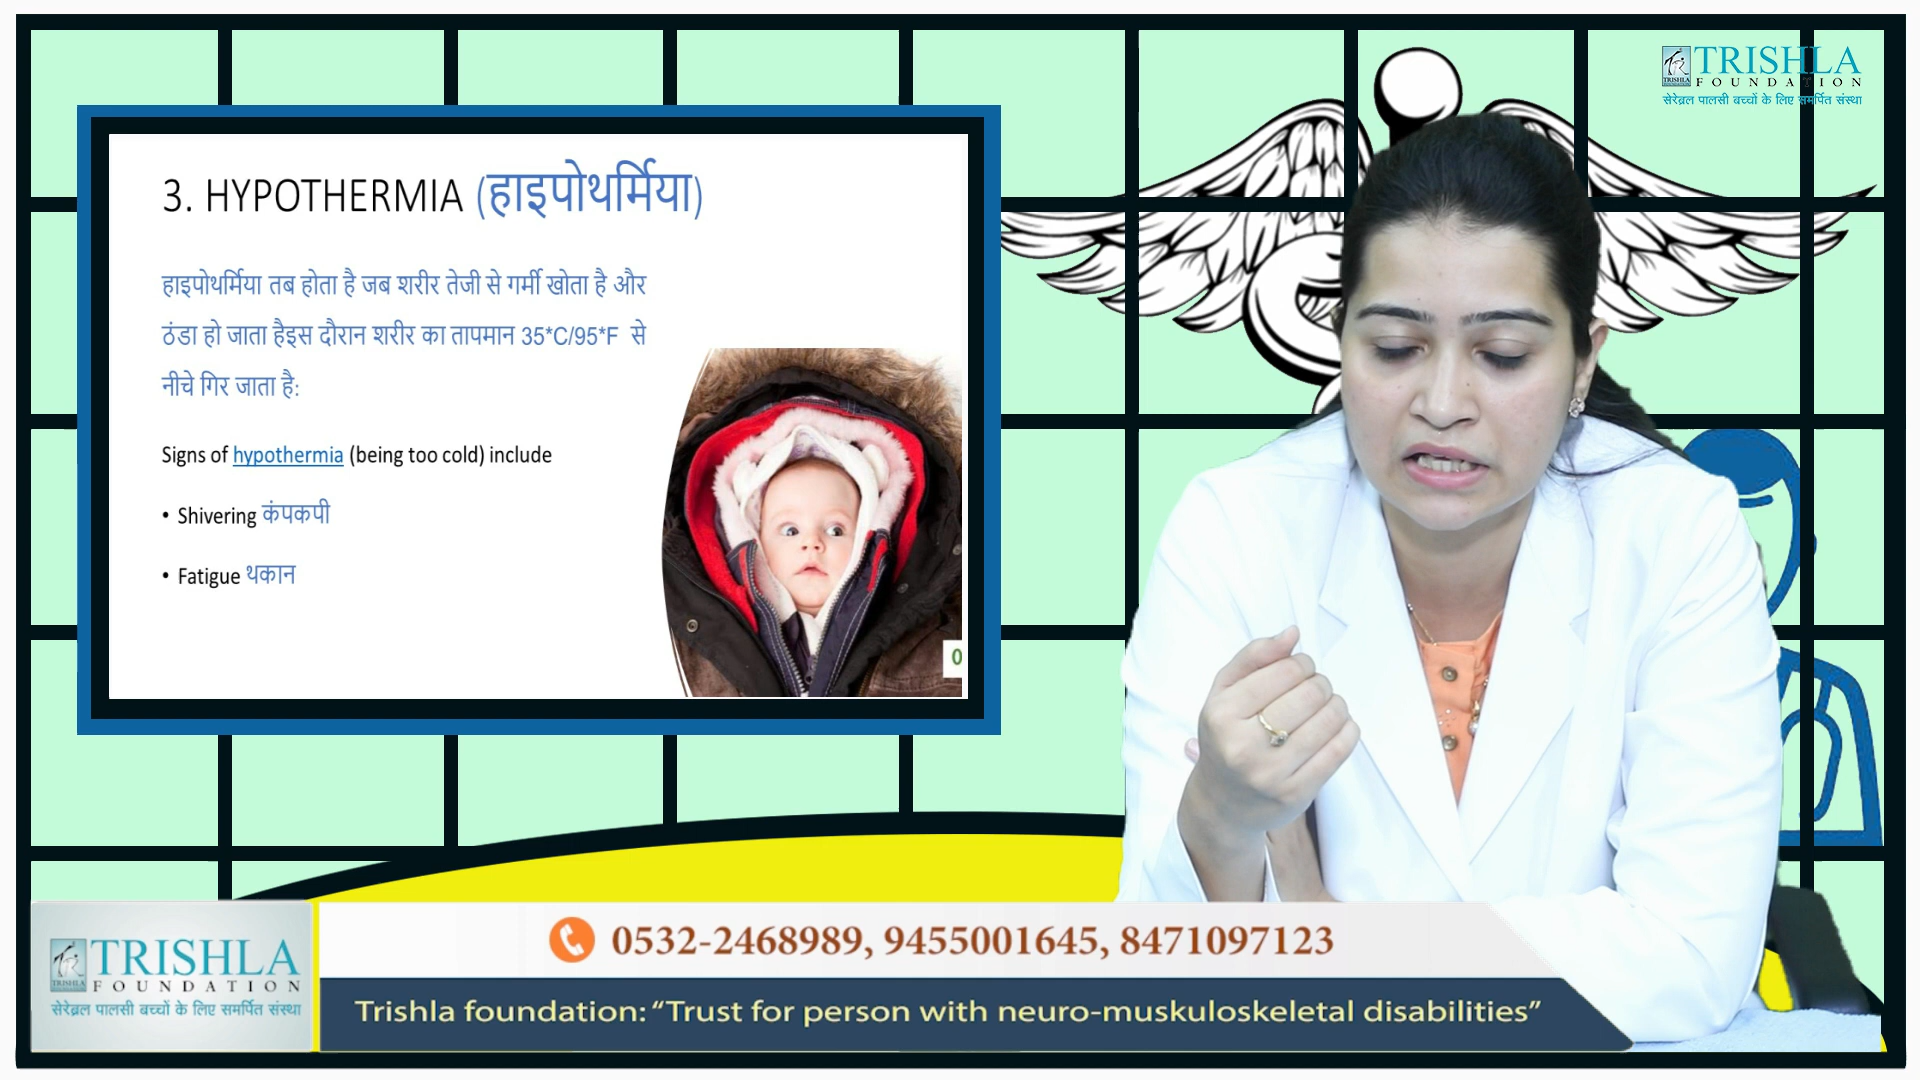 TRISHLA
FOUNDATION
सेरेब्रल पालसी बच्चों के लिए समर्पित संस्था
3. HYPOTHERMIA (हाइपोथर्मिया)
हाइपोथर्मिया तब होता है जब शरीर तेजी से गर्मी खोता है और
ठंडा हो जाता हैइस दौरान शरीर का तापमान 35*C/95*F से
नीचे गिर जाता है:
Signs of hypothermia (being too cold) include
• Shivering कंपकपी
• Fatigue थकान
0
0532-2468989, 9455001645, 8471097123
TRISHLA
FOUNDATION
सेरेब्रल पालसी बच्चों के लिए समर्पित संस्था
Trishla foundation: “Trust for person with neuro-muskuloskeletal disabilities”